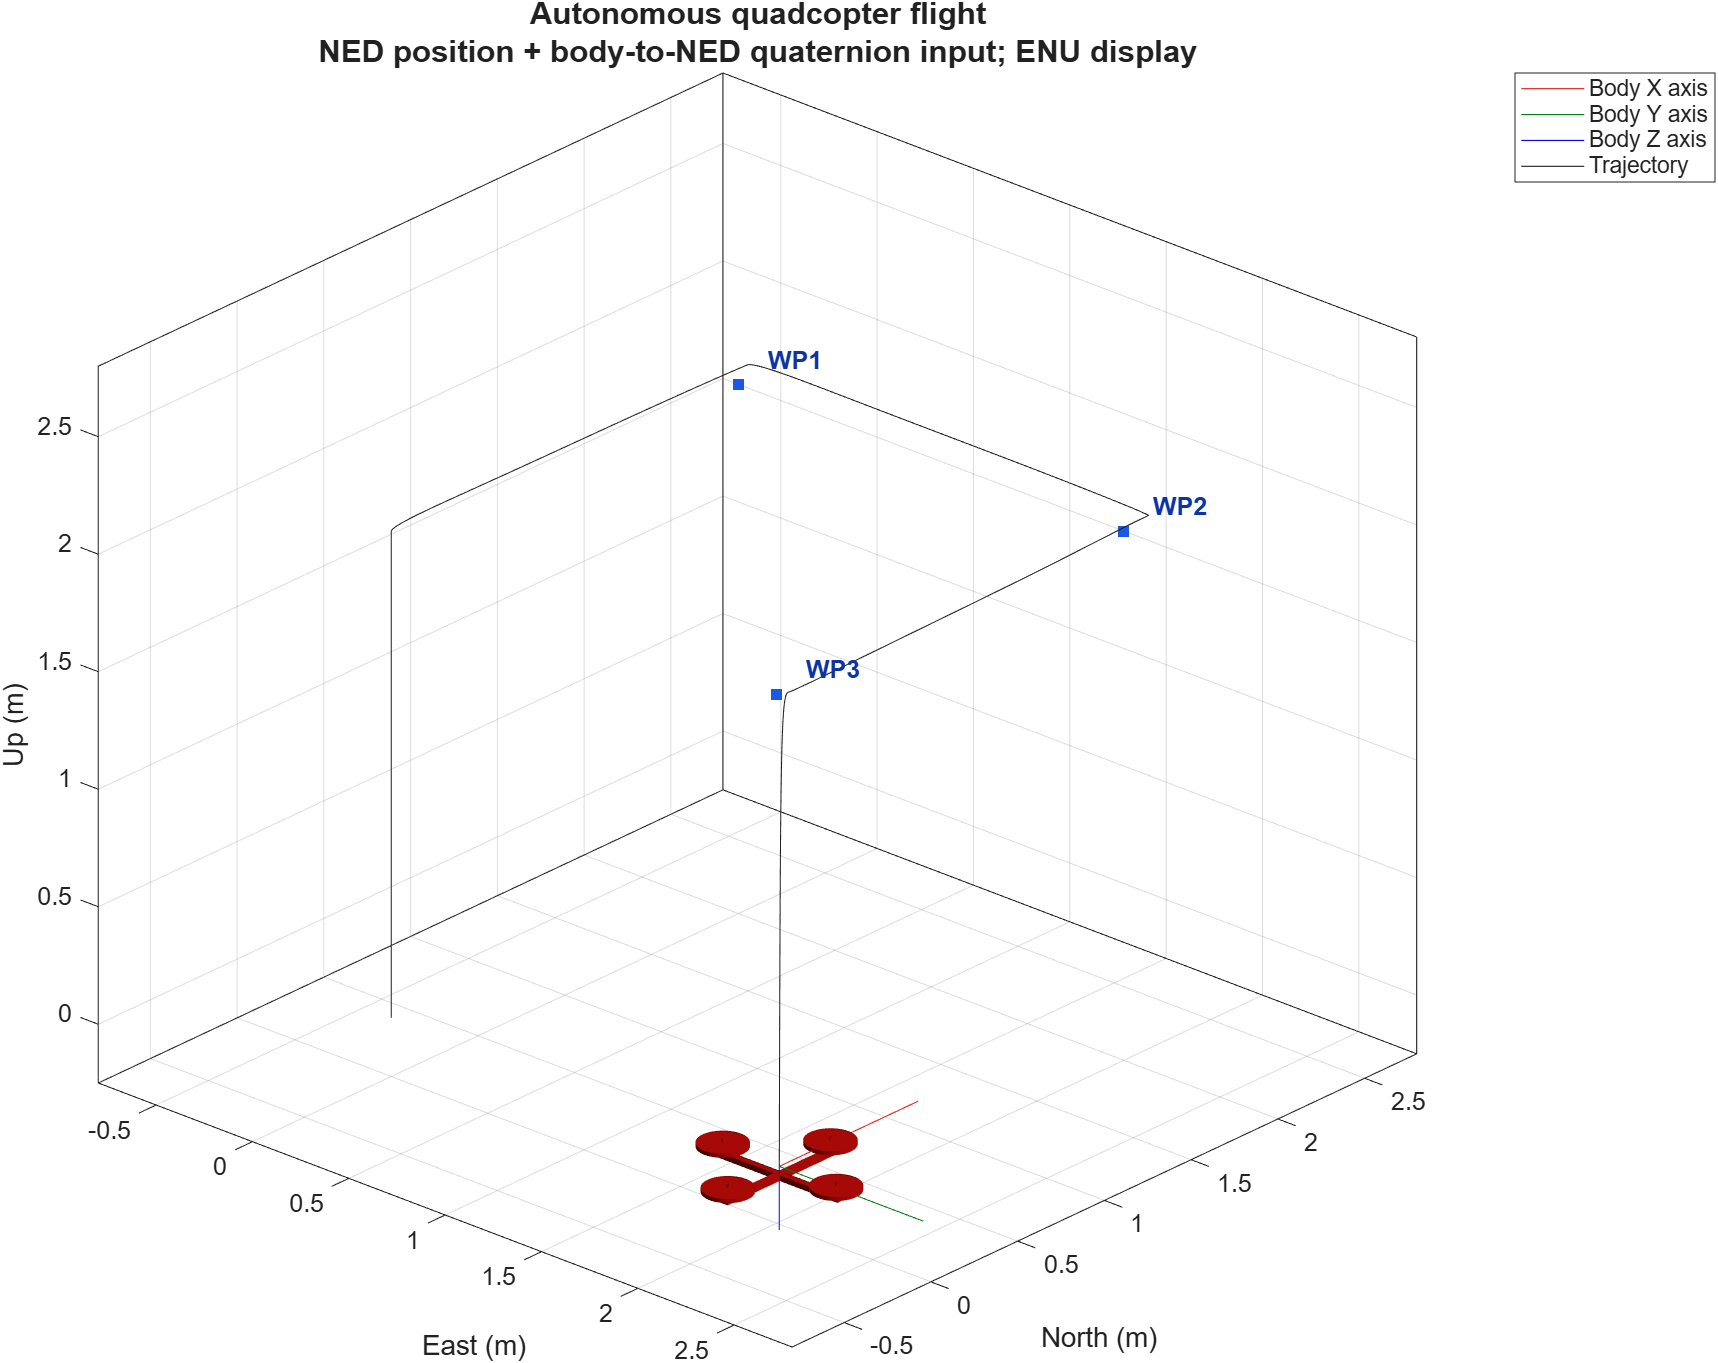 Autonomous quadcopter flight
NED position + body-to-NED quaternion input; ENU display
Body X axis
Body Y axis
Body Z axis
Trajectory
WP1
WP2
WP3
Up (m)
2.5
2
1.5
1
0.5
0
-0.5
0
0.5
1
1.5
2
2.5
East (m)
-0.5
0
0.5
1
1.5
2
2.5
North (m)